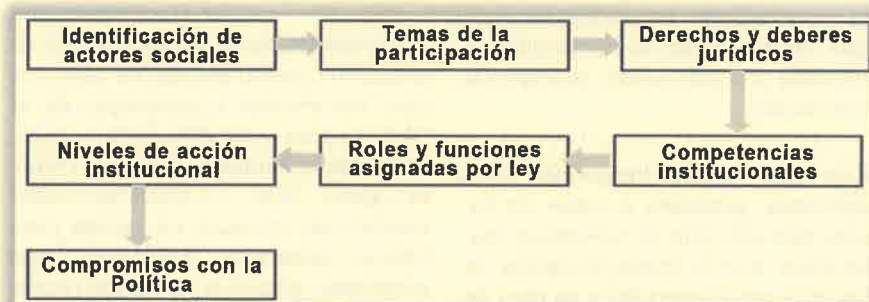 Identificación de
actores sociales
Temas de la
participación
Derechos y deberes
jurídicos
Competencias
institucionales
Roles y funciones
asignadas por ley
Niveles de acción
institucional
Compromisos con la
Política